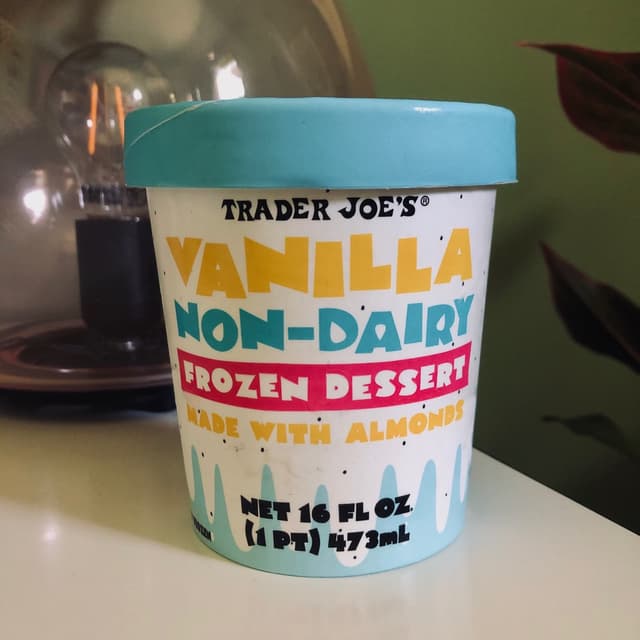 TRADER JOE'S®
VANILLA
NON-DAIRY
FROZEN DESSERT
MADE WITH ALMONDS
NET 16 FL OZ.
(1 PT) 473mL